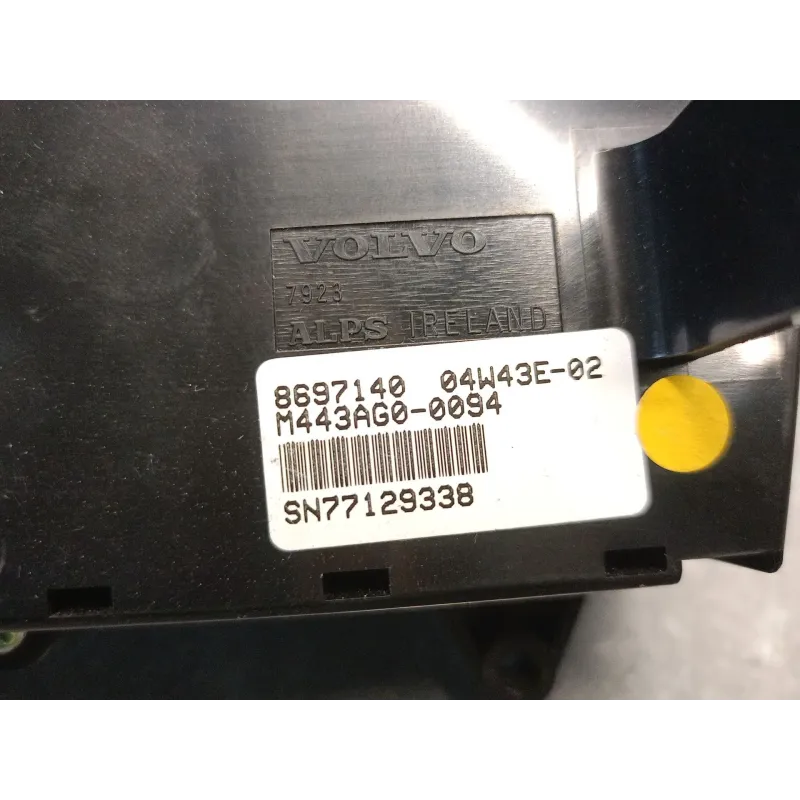 VOLVO
7923
ALPS IRELAND
8697140 04W43E-02
M443AG0-0094
SN77129338